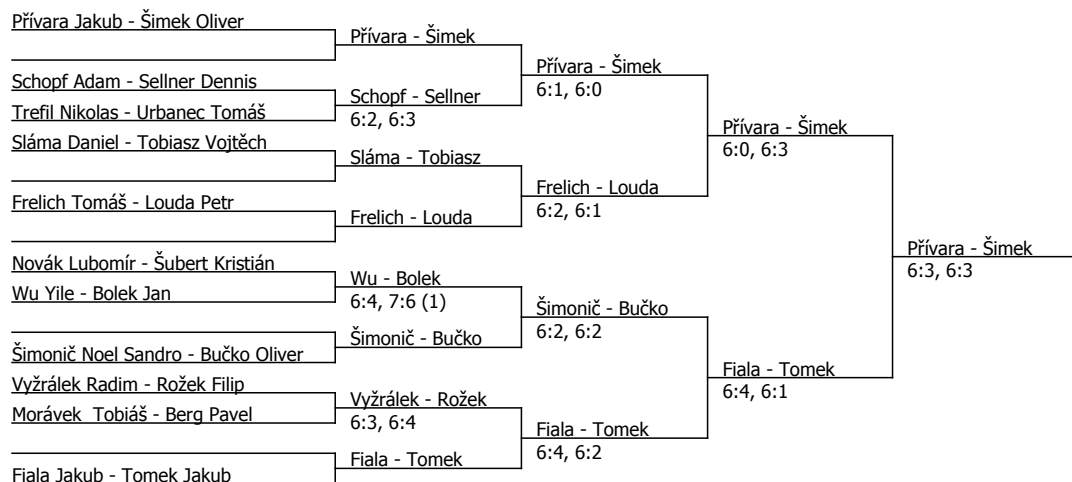 Přívara Jakub - Šimek Oliver
Schopf Adam - Sellner Dennis
Trefil Nikolas - Urbanec Tomáš
Sláma Daniel - Tobiasz Vojtěch
Frelich Tomáš - Louda Petr
Novák Lubomír - Šubert Kristián
Wu Yile - Bolek Jan
Šimonič Noel Sandro - Bučko Oliver
Vyžrálek Radim - Rožek Filip
Morávek  Tobiáš - Berg Pavel
Fiala Jakub - Tomek Jakub
Přívara - Šimek
Schopf - Sellner
6:2, 6:3
Sláma - Tobiasz
Frelich - Louda
Wu - Bolek
6:4, 7:6 (1)
Šimonič - Bučko
Vyžrálek - Rožek
6:3, 6:4
Fiala - Tomek
Přívara - Šimek
6:1, 6:0
Frelich - Louda
6:2, 6:1
Šimonič - Bučko
6:2, 6:2
Fiala - Tomek
6:4, 6:2
Přívara - Šimek
6:0, 6:3
Fiala - Tomek
6:4, 6:1
Přívara - Šimek
6:3, 6:3